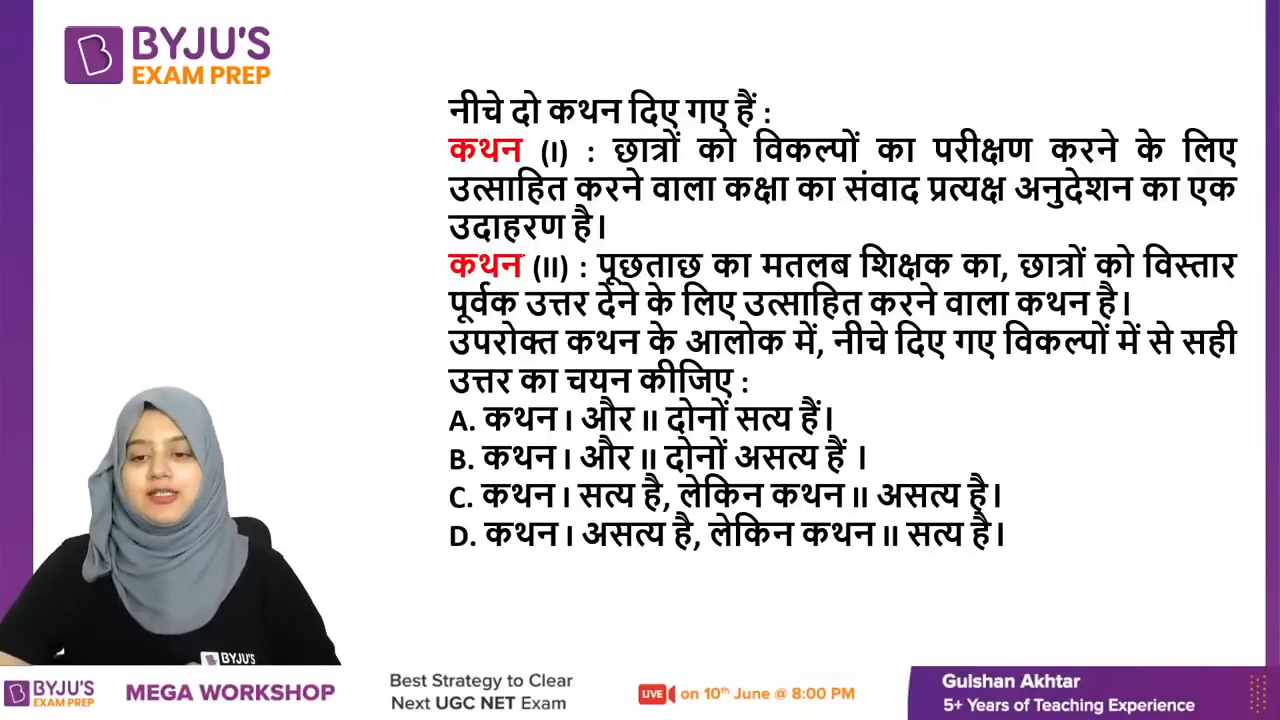 BYJU'S
EXAM PREP
नीचे दो कथन दिए गए हैं :
कथन (I) : छात्रों को विकल्पों का परीक्षण करने के लिए
उत्साहित करने वाला कक्षा का संवाद प्रत्यक्ष अनुदेशन का एक
उदाहरण है।
कथन (II) : पूछताछ का मतलब शिक्षक का, छात्रों को विस्तार
पूर्वक उत्तर देने के लिए उत्साहित करने वाला कथन है।
उपरोक्त कथन के आलोक में, नीचे दिए गए विकल्पों में से सही
उत्तर का चयन कीजिए :
A. कथन I और II दोनों सत्य हैं।
B. कथन I और II दोनों असत्य हैं ।
C. कथन I सत्य है, लेकिन कथन II असत्य है।
D. कथन I असत्य है, लेकिन कथन II सत्य है।
BYJU'S
BYJU'S
EXAM PREP
MEGA WORKSHOP
Best Strategy to Clear
Next UGC NET Exam
LIVE on 10th June @ 8:00 PM
Gulshan Akhtar
5+ Years of Teaching Experience